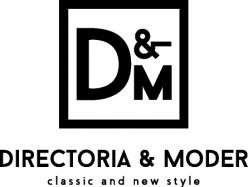 D&M
DIRECTORIA & MODER
classic and new style